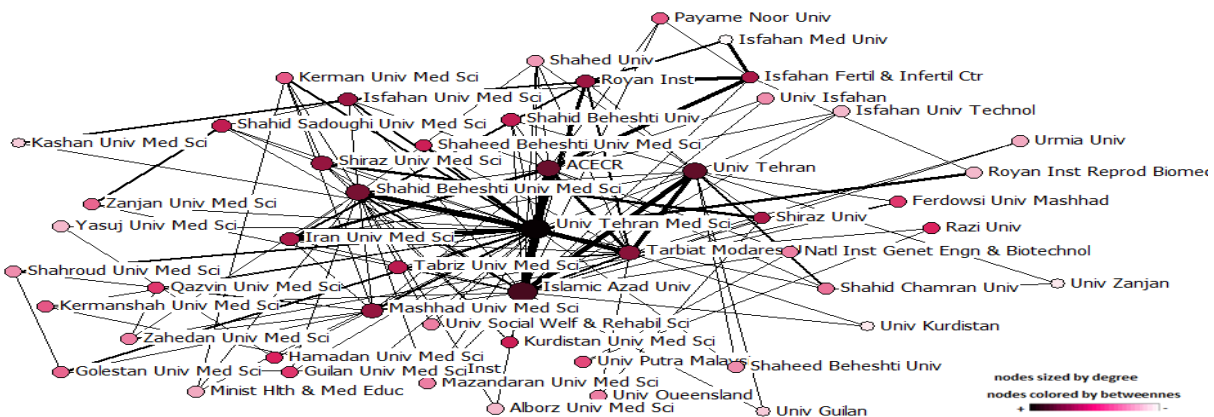 Payame Noor Univ
Isfahan Med Univ
Shahed Univ
Kerman Univ Med Sci
Royan Inst
Isfahan Fertil & Infertil Ctr
Isfahan Univ Med Sci
Univ Isfahan
Isfahan Univ Technol
Shahid Sadoughi Univ Med Sci
Shahid Beheshti Univ
Kashan Univ Med Sci
Shaheed Beheshti Univ Med Sci
Urmia Univ
Shiraz Univ Med Sci
ACECR
Univ Tehran
Royan Inst Reprod Biomed
Shahid Beheshti Univ Med Sci
Zanjan Univ Med Sci
Ferdowsi Univ Mashhad
Yasuj Univ Med Sci
Univ Tehran Med Sci
Shiraz Univ
Razi Univ
Iran Univ Med Sci
Tarbiat Modares
Natl Inst Genet Engn & Biotechnol
Shahroud Univ Med Sci
Tabriz Univ Med Sci
Qazvin Univ Med Sci
Islamic Azad Univ
Shahid Chamran Univ
Univ Zanjan
Kermanshah Univ Med Sci
Mashhad Univ Med Sci
Univ Social Welf & Rehabil Sci
Univ Kurdistan
Zahedan Univ Med Sci
Kurdistan Univ Med Sci
Hamadan Univ Med Sci
Univ Putra Malays
Shaheed Beheshti Univ
Golestan Univ Med Sci
Guilan Univ Med Sci
Inst
Mazandaran Univ Med Sci
Minist Hlth & Med Educ
Univ Queensland
Alborz Univ Med Sci
Univ Guilan
nodes sized by degree
nodes colored by betweennes
+ -